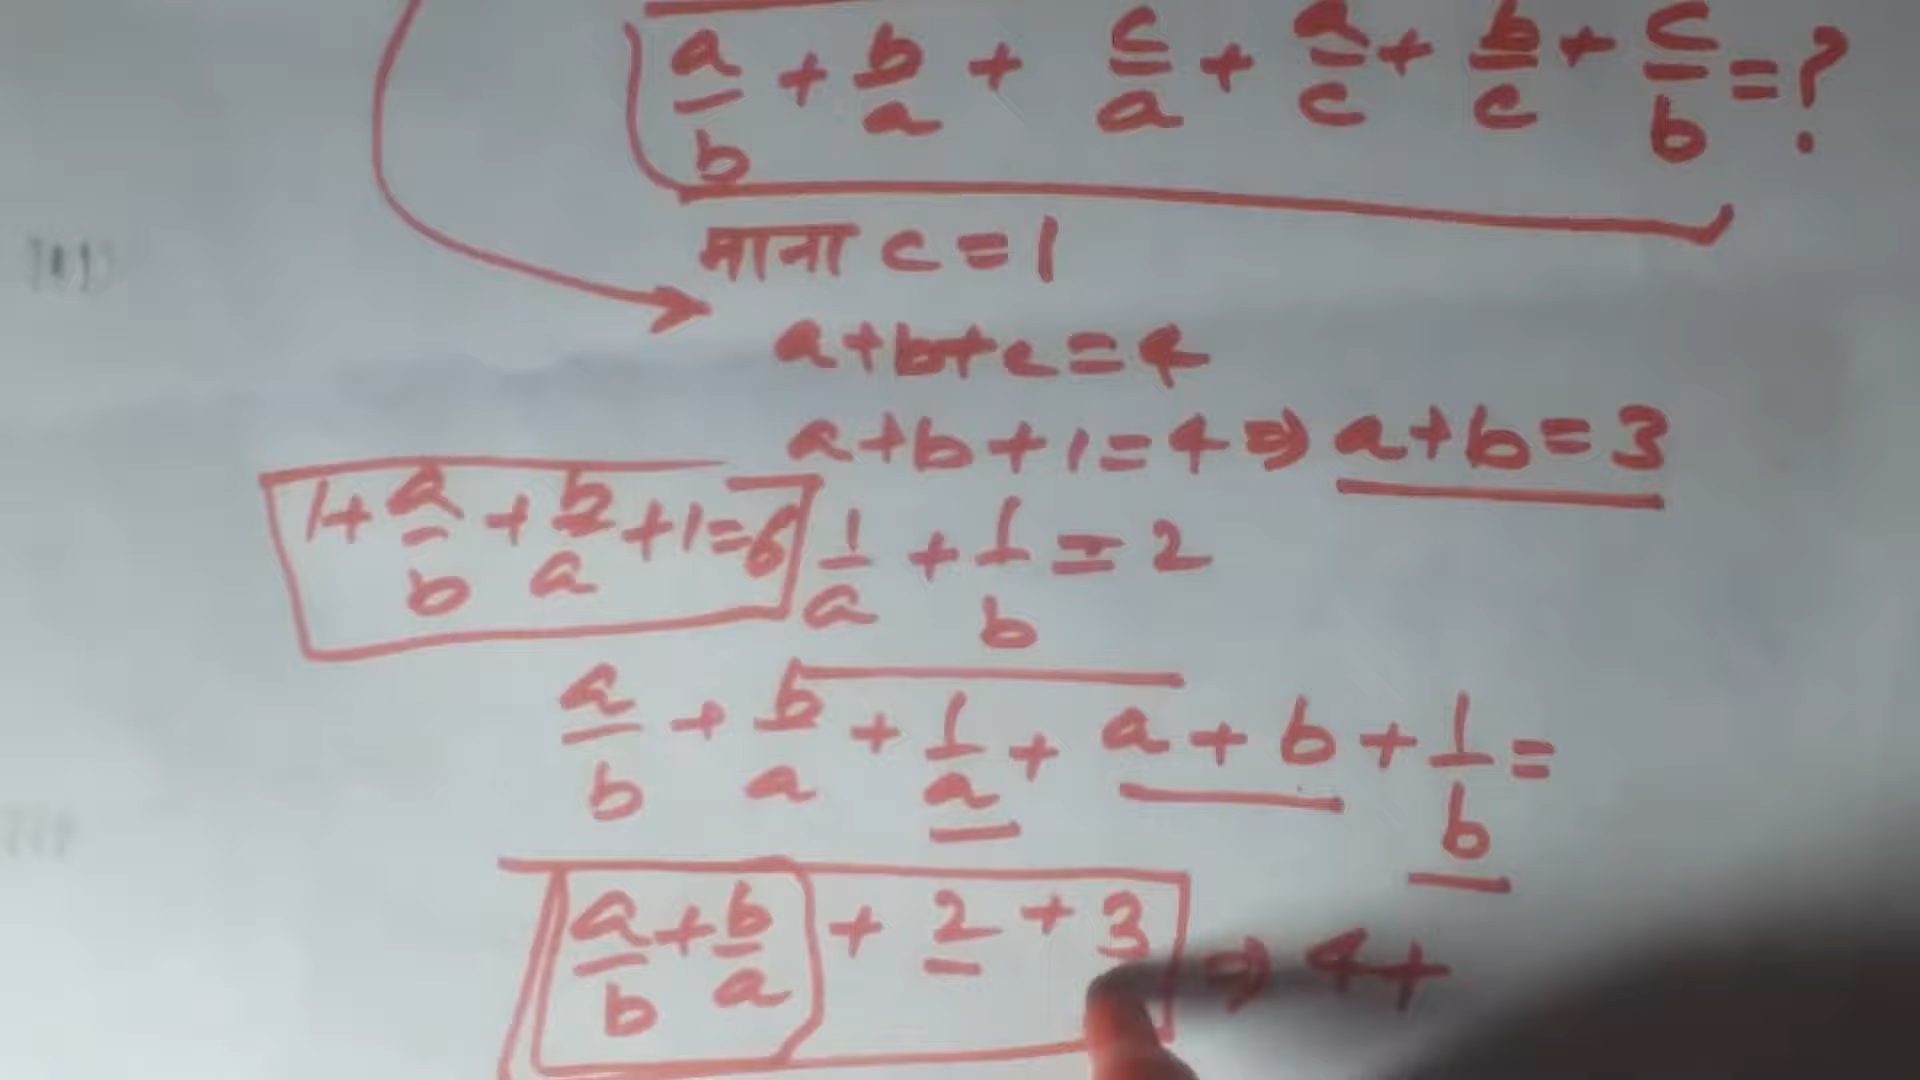 a/b + b/a + c/a + a/c + b/c + c/b = ?
माना c = 1
a+b+c=4
a+b+1=4 ⇒ a+b=3
1+ a/b + b/a +1=6
1/a + 1/b = 2
a/b + b/a + 1/a + a + b + 1/b =
a/b + b/a + 2 + 3 ⇒ 4+